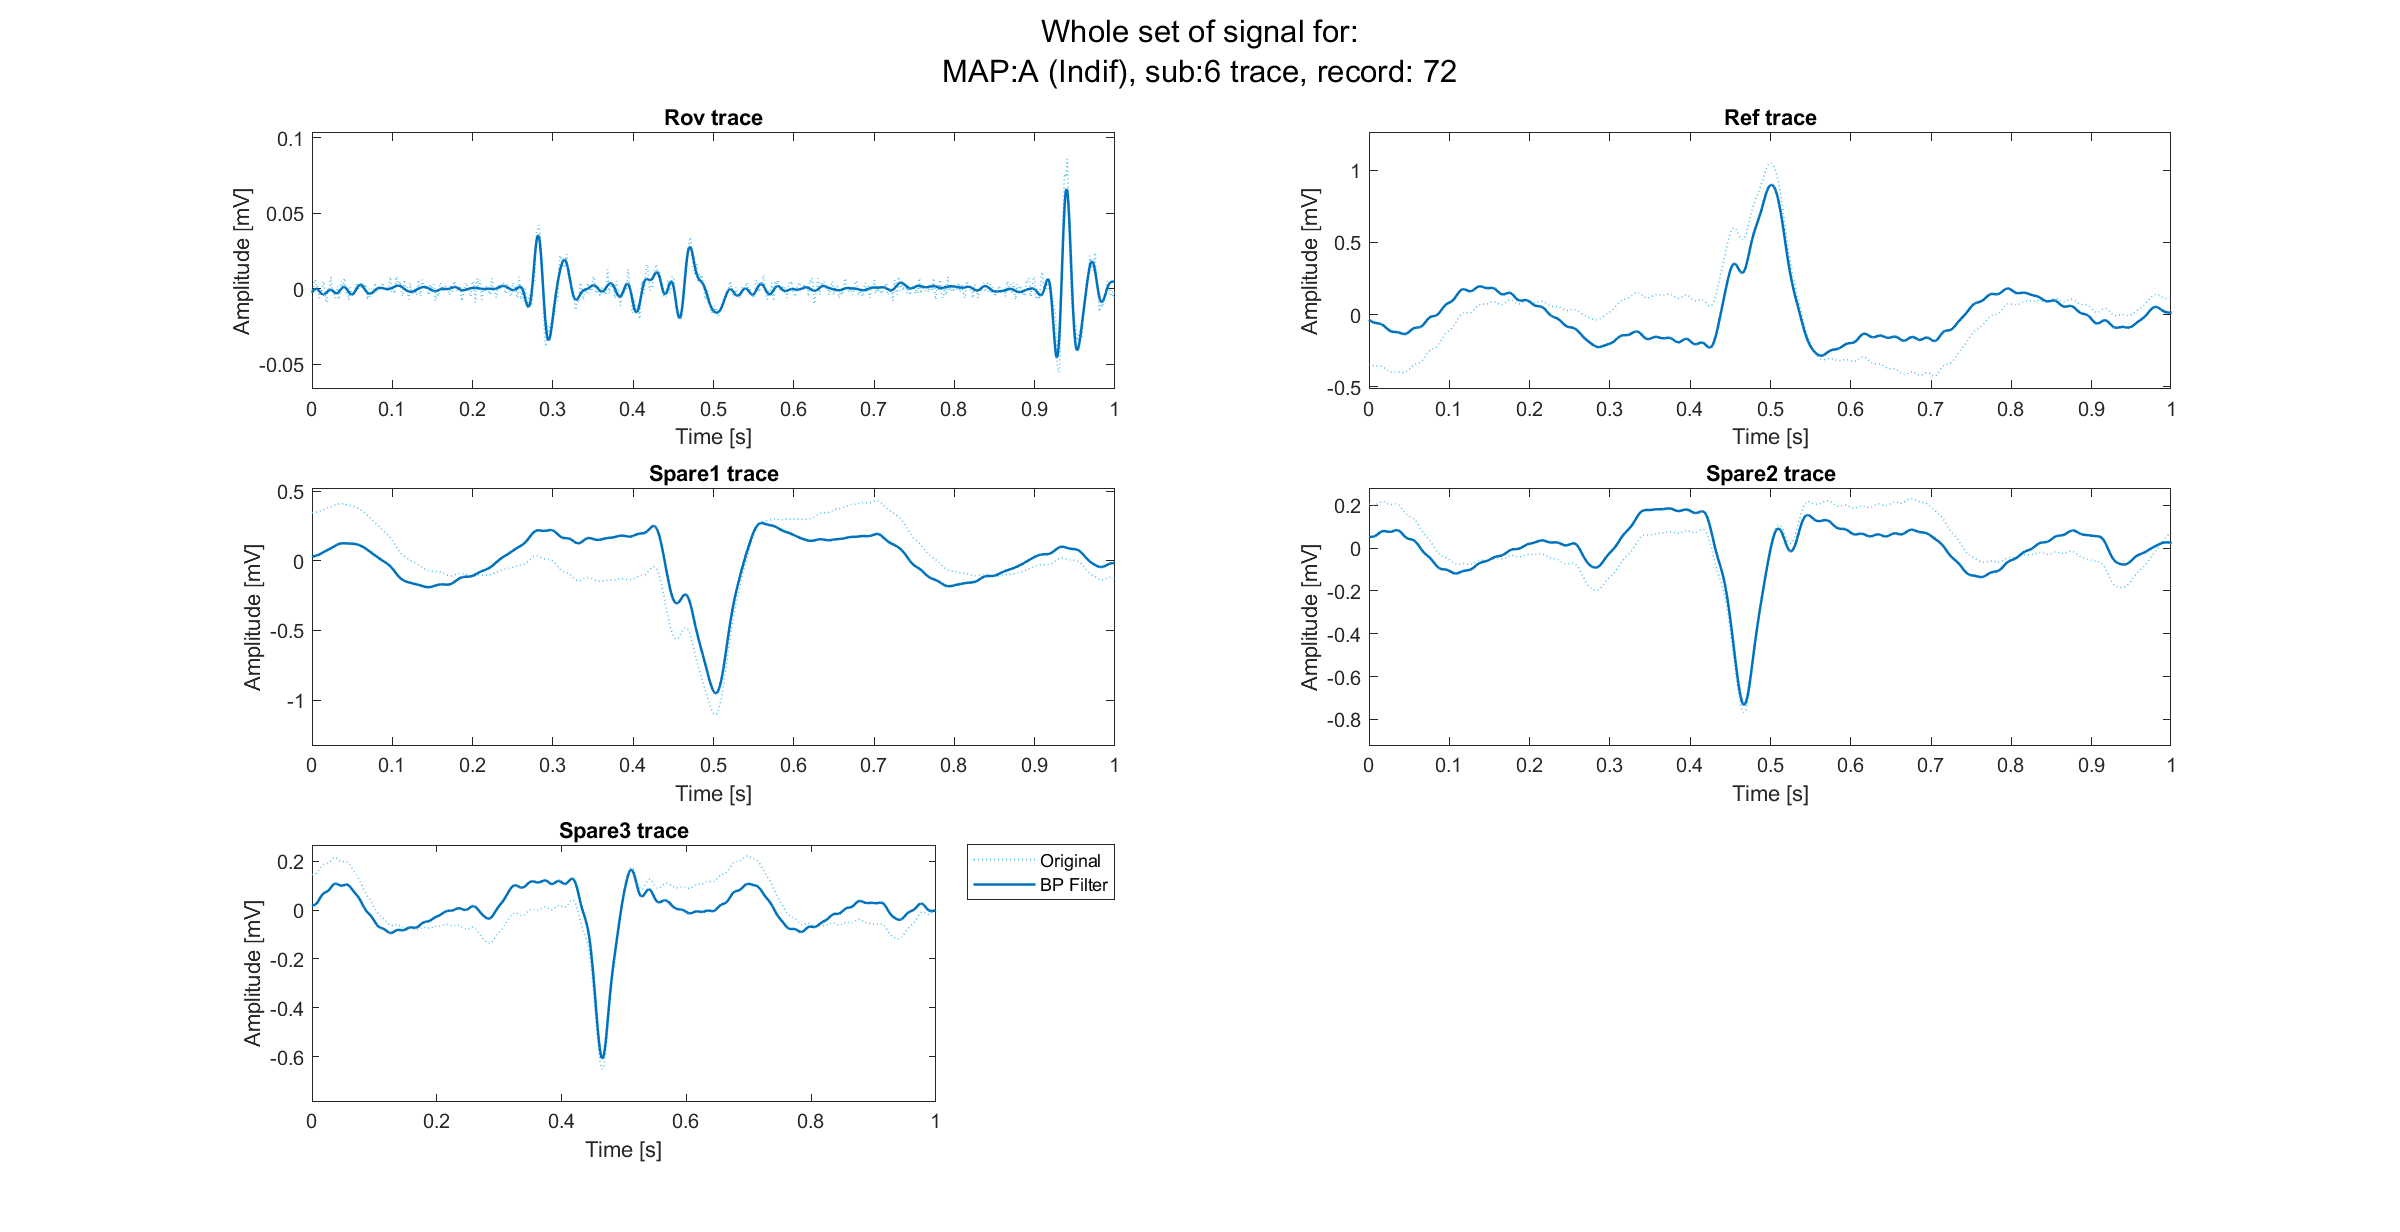 Whole set of signal for:
MAP:A (Indif), sub:6 trace, record: 72
Rov trace
0.1
0.05
0
-0.05
Amplitude [mV]
0 0.1 0.2 0.3 0.4 0.5 0.6 0.7 0.8 0.9 1
Time [s]
Ref trace
1
0.5
0
-0.5
Amplitude [mV]
0 0.1 0.2 0.3 0.4 0.5 0.6 0.7 0.8 0.9 1
Time [s]
Spare1 trace
0.5
0
-0.5
-1
Amplitude [mV]
0 0.1 0.2 0.3 0.4 0.5 0.6 0.7 0.8 0.9 1
Time [s]
Spare2 trace
0.2
0
-0.2
-0.4
-0.6
-0.8
Amplitude [mV]
0 0.1 0.2 0.3 0.4 0.5 0.6 0.7 0.8 0.9 1
Time [s]
Spare3 trace
0.2
0
-0.2
-0.4
-0.6
Amplitude [mV]
0 0.2 0.4 0.6 0.8 1
Time [s]
Original
BP Filter